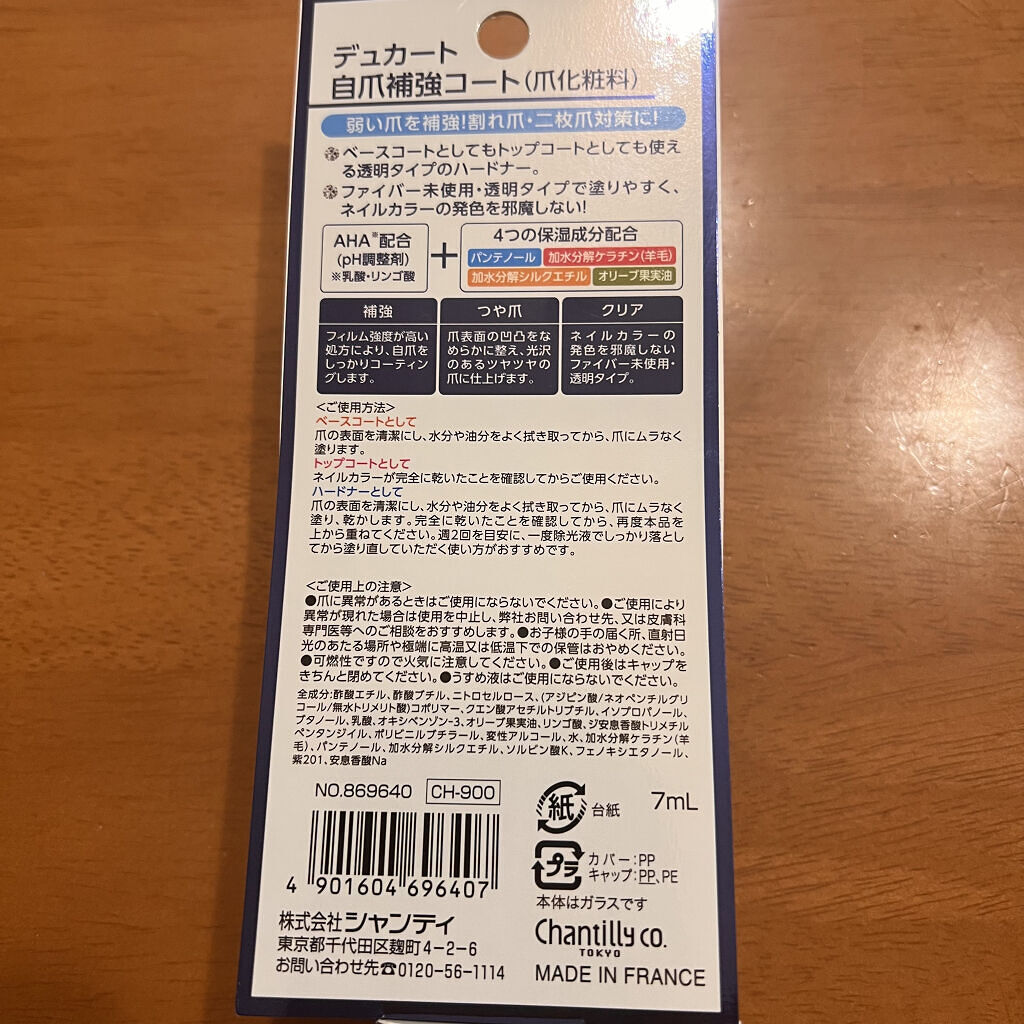 デュカート
自爪補強コート(爪化粧料)
弱い爪を補強!割れ爪・二枚爪対策に!
ベースコートとしてもトップコートとしても使え
る透明タイプのハードナー。
ファイバー未使用・透明タイプで塗りやすく、
ネイルカラーの発色を邪魔しない!
AHA※配合
(pH調整剤)
※乳酸・リンゴ酸
+
4つの保湿成分配合
パンテノール 加水分解ケラチン(羊毛)
加水分解シルクエチル オリーブ果実油
補強
フィルム強度が高い
処方により、自爪を
しっかりコーティン
グします。
つや爪
爪表面の凹凸をな
めらかに整え、光沢
のあるツヤツヤの
爪に仕上げます。
クリア
ネイルカラーの
発色を邪魔しない
ファイバー未使用・
透明タイプ。
<ご使用方法>
ベースコートとして
爪の表面を清潔にし、水分や油分をよく拭き取ってから、爪にムラなく
塗ります。
トップコートとして
ネイルカラーが完全に乾いたことを確認してからご使用ください。
ハードナーとして
爪の表面を清潔にし、水分や油分をよく拭き取ってから、爪にムラなく
塗り、乾かします。完全に乾いたことを確認してから、再度本品を
上から重ねてください。週2回を目安に、一度除光液でしっかり落とし
てから塗り直していただく使い方がおすすめです。
<ご使用上の注意>
●爪に異常があるときはご使用にならないでください。●ご使用により
異常が現れた場合は使用を中止し、弊社お問い合わせ先、又は皮膚科
専門医等へのご相談をおすすめします。●お子様の手の届く所、直射日
光のあたる場所や極端に高温又は低温下での保管はおやめください。
●可燃性ですので火気に注意してください。●ご使用後はキャップを
きちんと閉めてください。●うすめ液はご使用にならないでください。
全成分:酢酸エチル、酢酸ブチル、ニトロセルロース、(アジピン酸/ネオペンチルグリ
コール/無水トリメリト酸)コポリマー、クエン酸アセチルトリブチル、イソプロパノール、
ブタノール、乳酸、オキシベンゾン-3、オリーブ果実油、リンゴ酸、ジ安息香酸トリメチル
ペンタンジイル、ポリビニルブチラール、変性アルコール、水、加水分解ケラチン(羊
毛)、パンテノール、加水分解シルクエチル、ソルビン酸K、フェノキシエタノール、
紫201、安息香酸Na
NO.869640 CH-900
4 901604 696407
紙 台紙 7mL
プラ カバー:PP
キャップ:PP、PE
本体はガラスです
株式会社シャンティ
東京都千代田区麹町4-2-6
お問い合わせ先☎0120-56-1114
Chantilly co.
TOKYO
MADE IN FRANCE